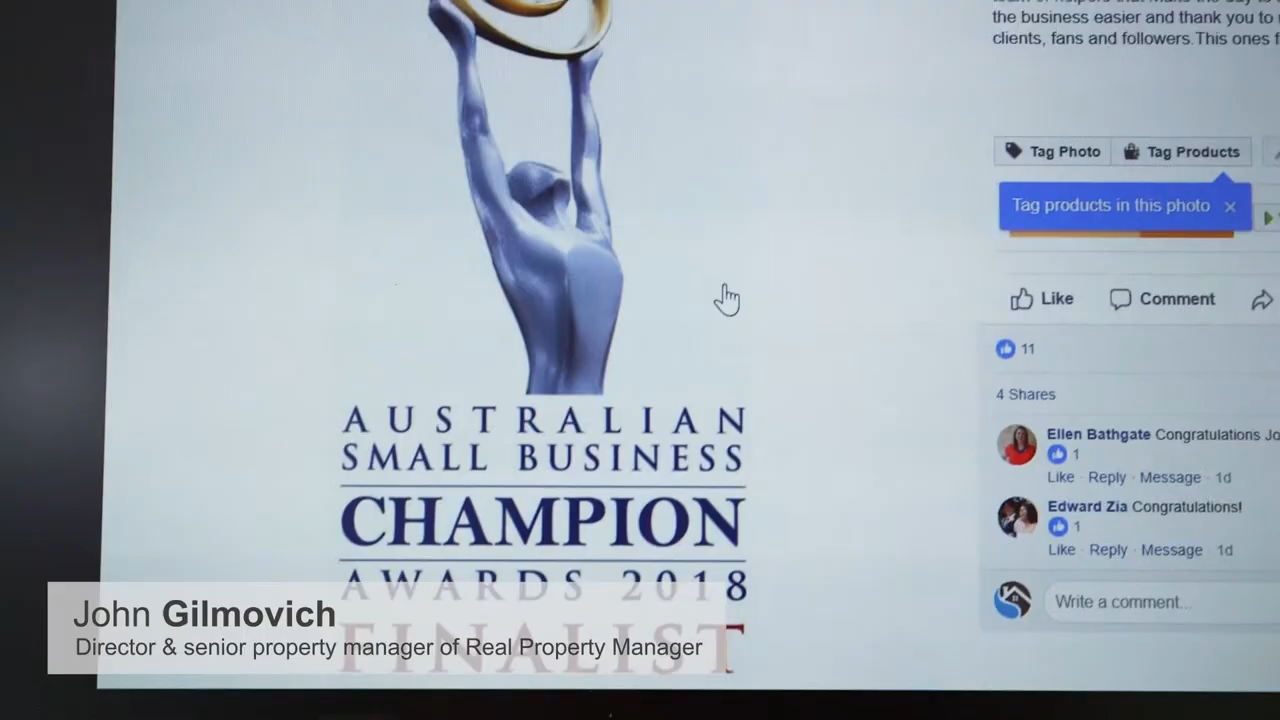 the business easier and thank you to
clients, fans and followers.This ones f
Tag Photo
Tag Products
Tag products in this photo
Like
Comment
11
4 Shares
Ellen Bathgate Congratulations Jo
1
Like · Reply · Message · 1d
Edward Zia Congratulations!
1
Like · Reply · Message · 1d
Write a comment...
AUSTRALIAN
SMALL BUSINESS
CHAMPION
AWARDS 2018
FINALIST
John Gilmovich
Director & senior property manager of Real Property Manager